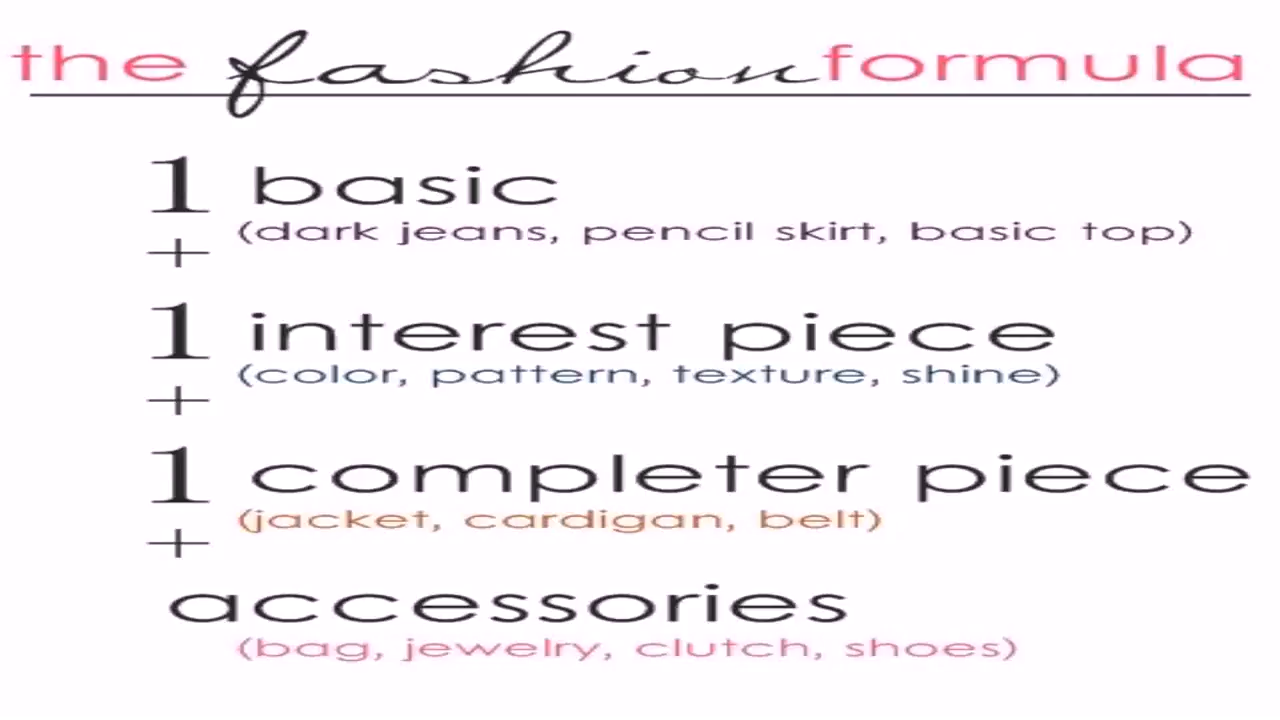 the fashion formula
1 basic
(dark jeans, pencil skirt, basic top)
+
1 interest piece
(color, pattern, texture, shine)
+
1 completer piece
(jacket, cardigan, belt)
+
accessories
(bag, jewelry, clutch, shoes)